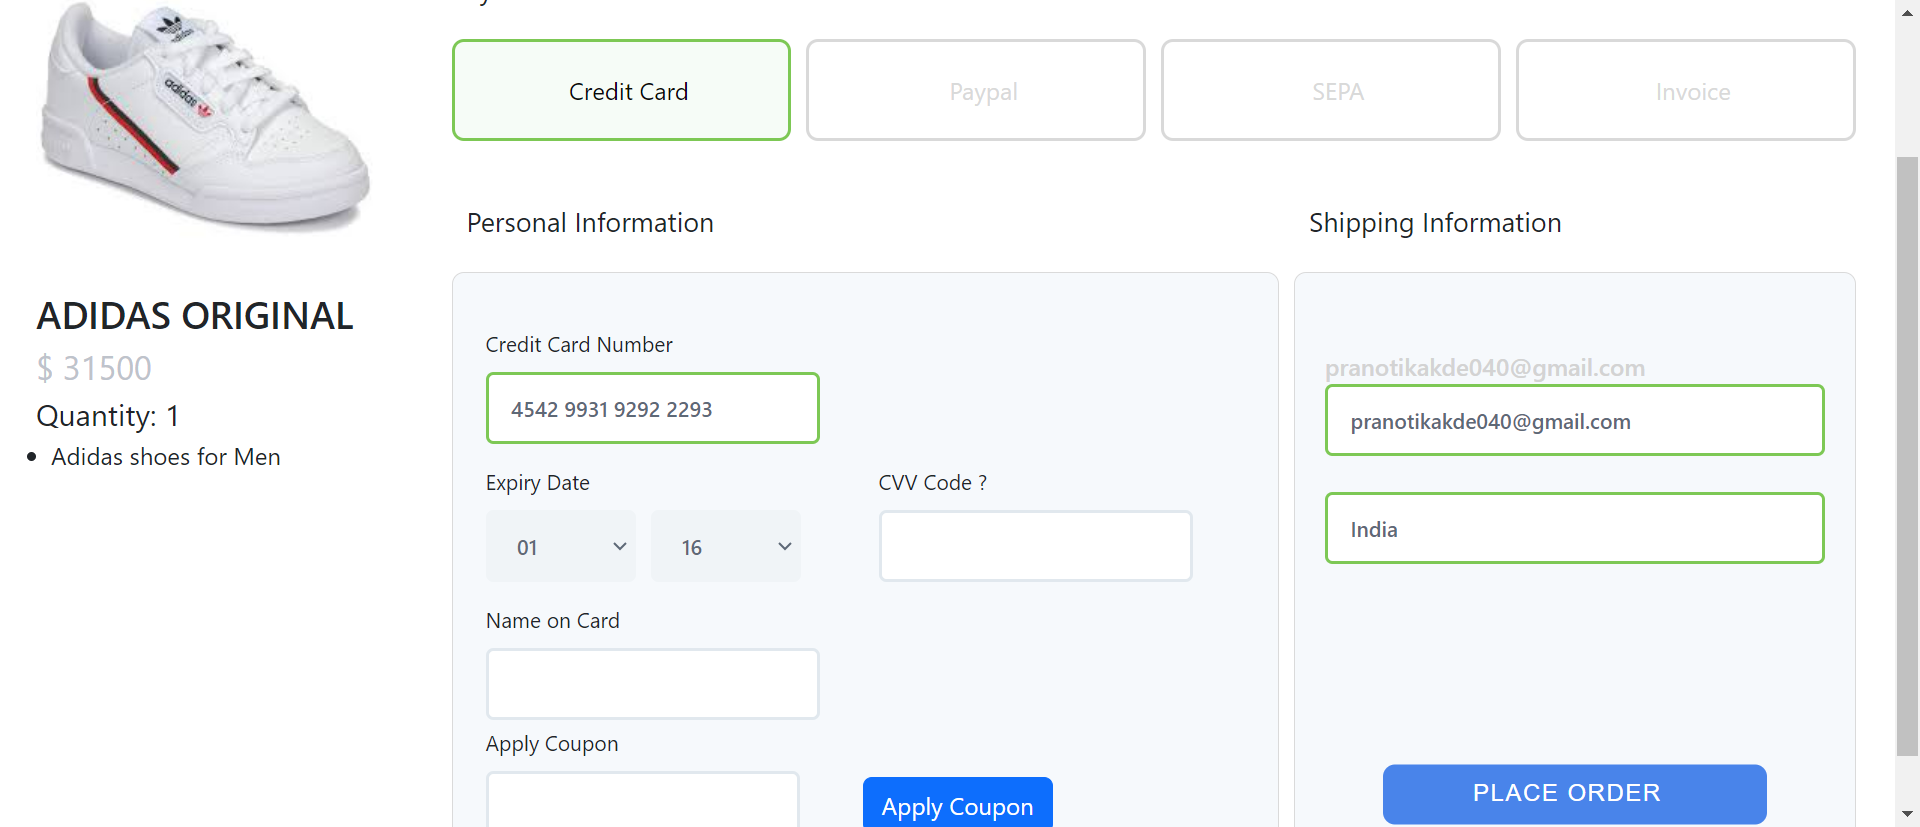 adidas
adidas
Credit Card
Paypal
SEPA
Invoice
Personal Information
Shipping Information
ADIDAS ORIGINAL
$ 31500
Quantity: 1
Adidas shoes for Men
Credit Card Number
4542 9931 9292 2293
Expiry Date
CVV Code ?
01
16
Name on Card
Apply Coupon
Apply Coupon
pranotikakde040@gmail.com
pranotikakde040@gmail.com
India
PLACE ORDER